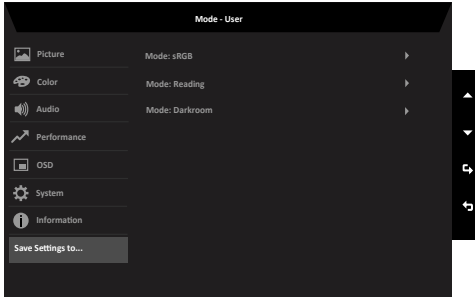 Mode - User
Picture
Color
Audio
Performance
OSD
System
Information
Save Settings to...
Mode: sRGB
Mode: Reading
Mode: Darkroom